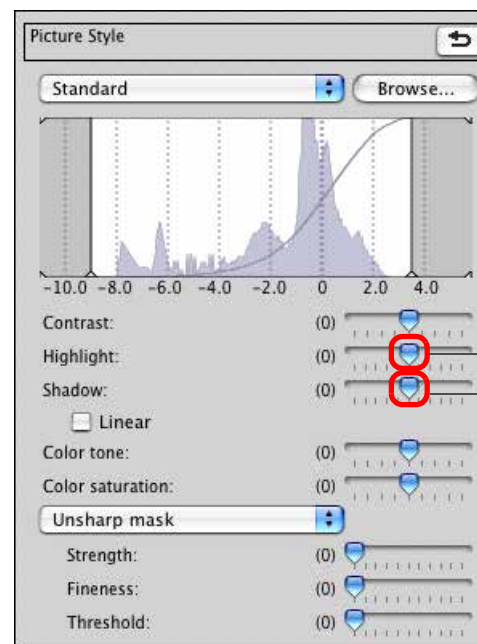 Picture Style
Standard Browse...
-10.0 -8.0 -6.0 -4.0 -2.0 0 2.0 4.0
Contrast: (0)
Highlight: (0)
Shadow: (0)
Linear
Color tone: (0)
Color saturation: (0)
Unsharp mask
Strength: (0)
Fineness: (0)
Threshold: (0)